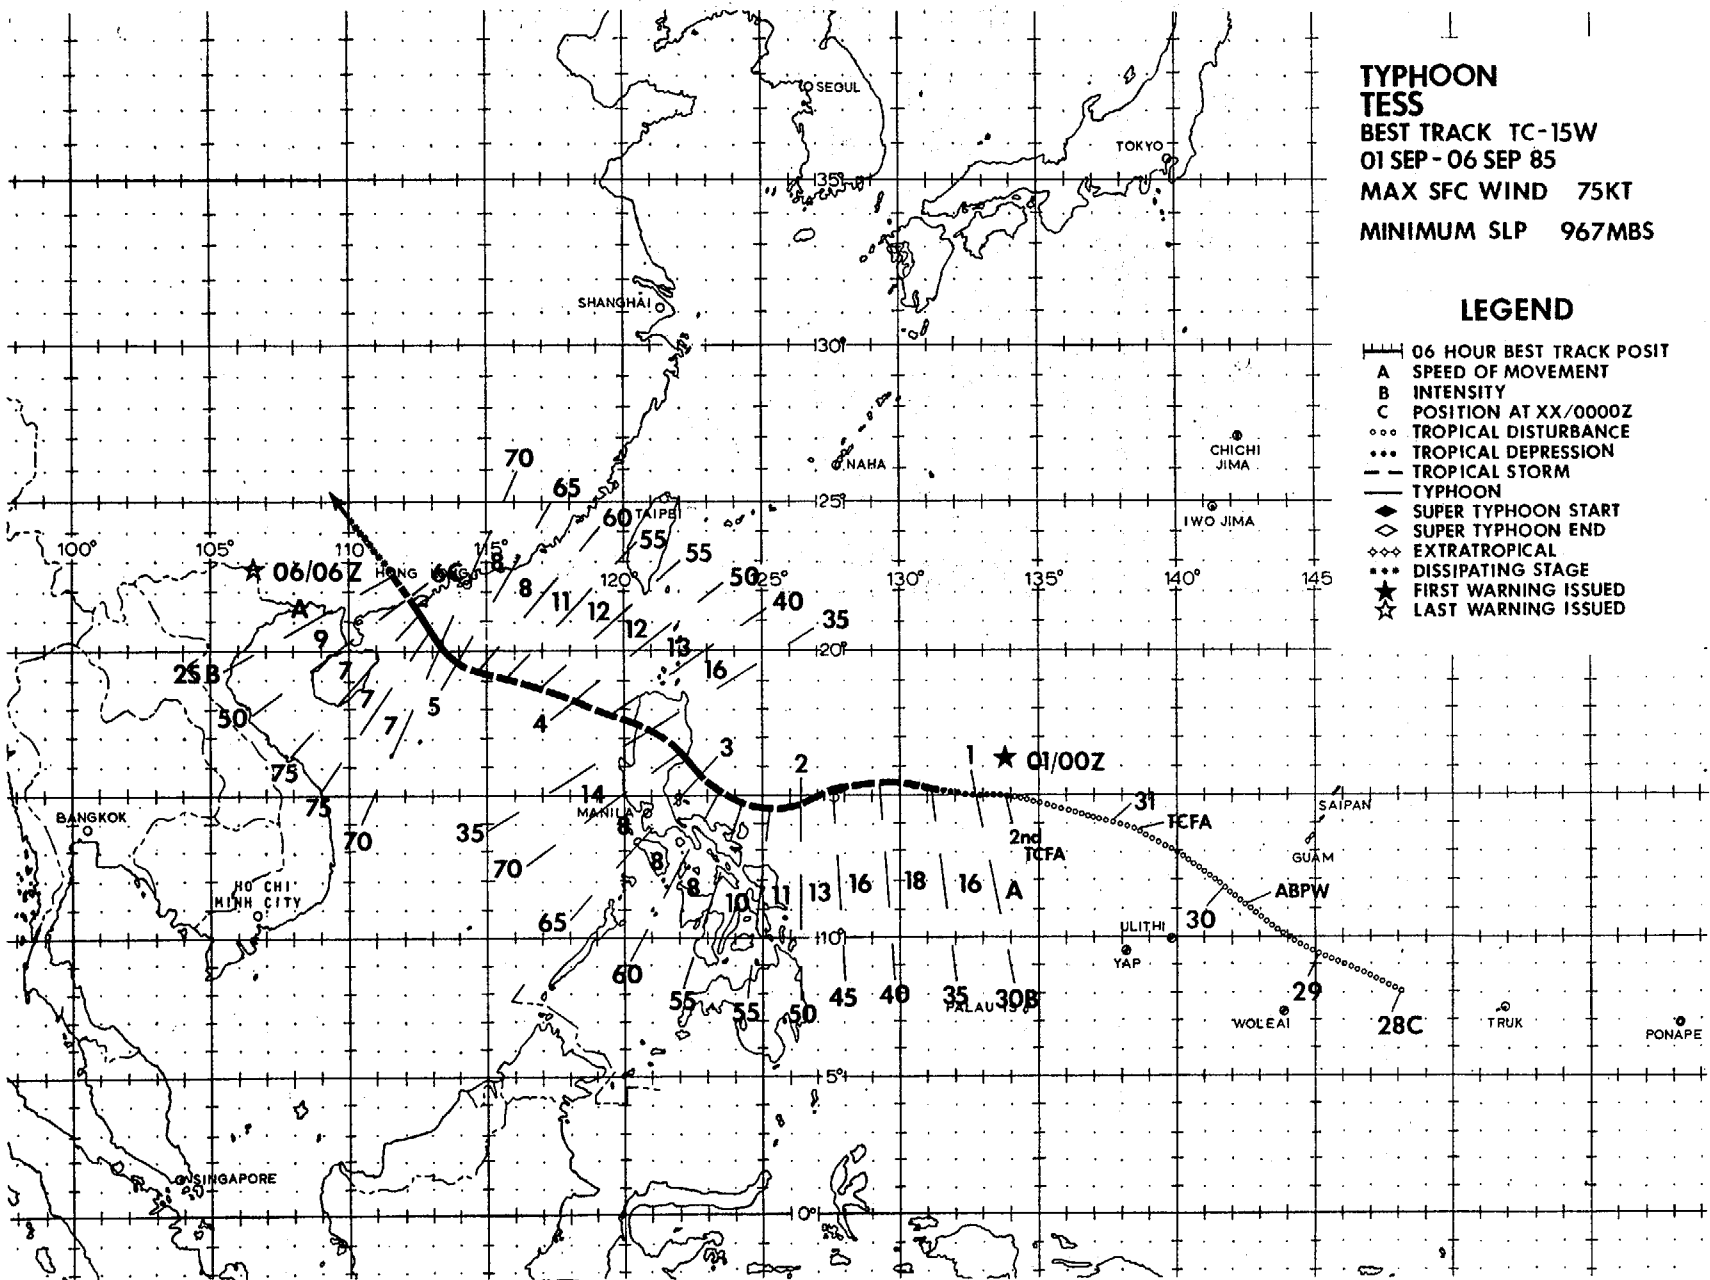 TYPHOON
TESS
BEST TRACK TC-15W
01 SEP - 06 SEP 85
MAX SFC WIND 75KT
MINIMUM SLP 967MBS
LEGEND
06 HOUR BEST TRACK POSIT
A SPEED OF MOVEMENT
B INTENSITY
C POSITION AT XX/0000Z
TROPICAL DISTURBANCE
TROPICAL DEPRESSION
TROPICAL STORM
TYPHOON
SUPER TYPHOON START
SUPER TYPHOON END
EXTRATROPICAL
DISSIPATING STAGE
FIRST WARNING ISSUED
LAST WARNING ISSUED
SEOUL
TOKYO
35°
SHANGHAI
30°
CHICHI
JIMA
NAHA
70
65
25°
60
TAIPEI
IWO JIMA
55
55
100°
105°
110°
115°
120°
125°
130°
135°
140°
145
06/06Z
HONG KONG
6C
8
8
50
11
12
40
A
12
35
9
13
20°
25B
7
16
7
5
50
7
4
3
2
1
01/00Z
75
75
14
31
SAIPAN
BANGKOK
MANILA
TCFA
35
8
70
2nd
TCFA
GUAM
70
8
8
10
11
13
16
18
16
A
ABPW
HO CHI
MINH CITY
30
65
ULITHI
10°
YAP
60
55
55
50
45
40
35
30B
PALAU IS
29
28C
WOLEAI
TRUK
PONAPE
5°
SINGAPORE
0°